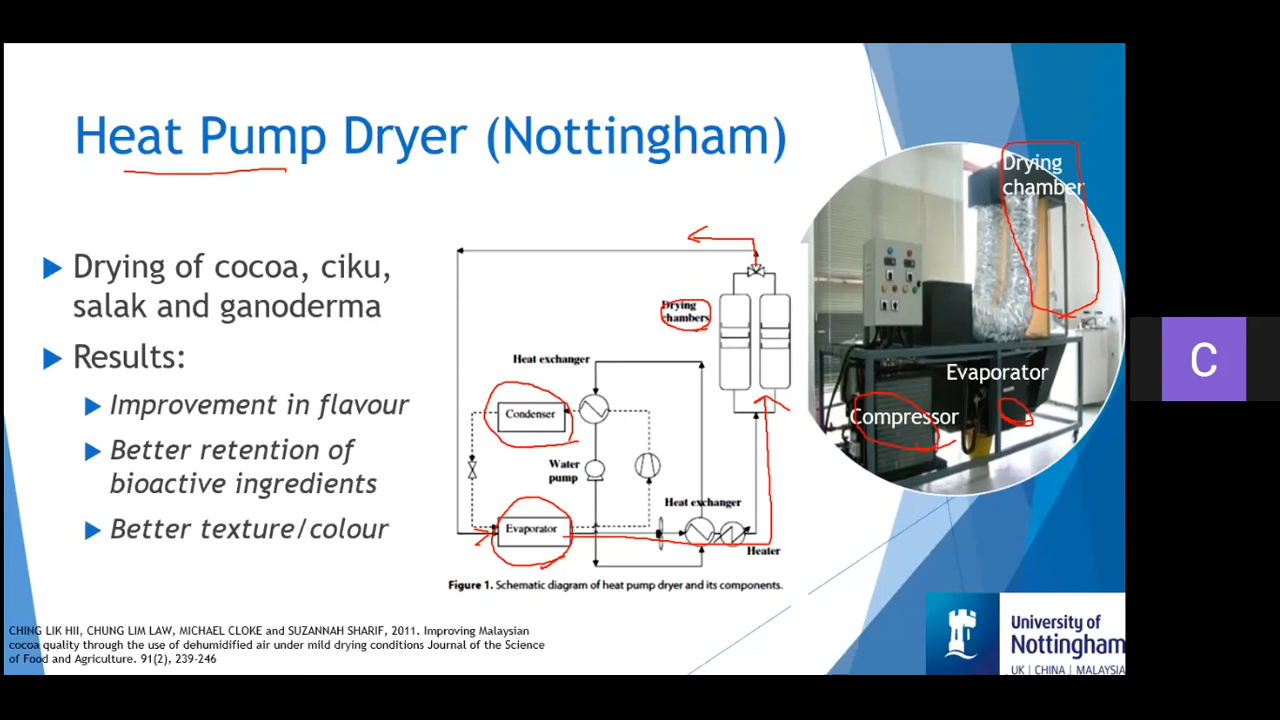 Heat Pump Dryer (Nottingham)
Drying of cocoa, ciku,
salak and ganoderma
Results:
Improvement in flavour
Better retention of
bioactive ingredients
Better texture/colour
Drying
chambers
Heat exchanger
Condenser
Water
pump
Heat exchanger
Evaporator
Heater
Figure 1. Schematic diagram of heat pump dryer and its components.
Drying
chamber
Evaporator
Compressor
CHING LIK HII, CHUNG LIM LAW, MICHAEL CLOKE and SUZANNAH SHARIF, 2011. Improving Malaysian
cocoa quality through the use of dehumidified air under mild drying conditions Journal of the Science
of Food and Agriculture. 91(2), 239-246
University of
Nottingham
UK | CHINA | MALAYSIA
C